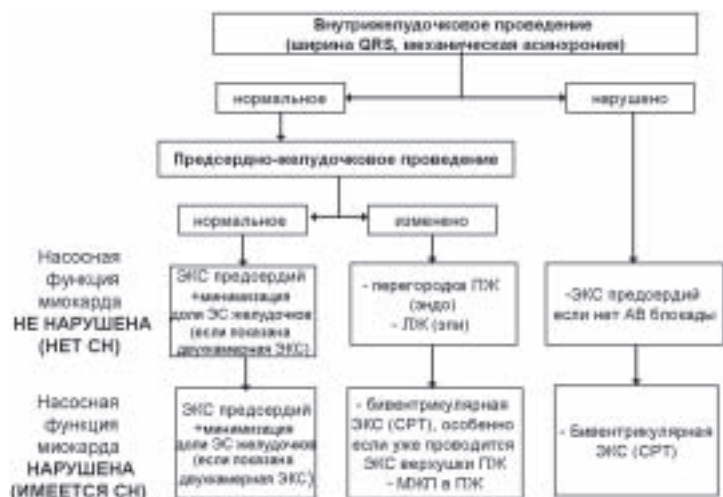 Внутрижелудочковое проведение
(ширина QRS, механическая асинхрония)
нормальное
нарушено
Предсердно-желудочковое проведение
нормальное
изменено
Насосная
функция
миокарда
НЕ НАРУШЕНА
(НЕТ СН)
ЭКС предсердий
+минимизация
доли ЭС желудочков
(если показана
двухкамерная ЭКС)
- перегородка ПЖ
(эндо)
- ЛЖ (эпи)
-ЭКС предсердий
если нет АВ блокады
Насосная
функция
миокарда
НАРУШЕНА
(ИМЕЕТСЯ СН)
ЭКС предсердий
+минимизация
доли ЭС желудочков
(если показана
двухкамерная ЭКС)
- бивентрикулярная
ЭКС (СРТ), особенно
если уже проводится
ЭКС верхушки ПЖ
- МЖП в ПЖ
- Бивентрикулярная
ЭКС (СРТ)